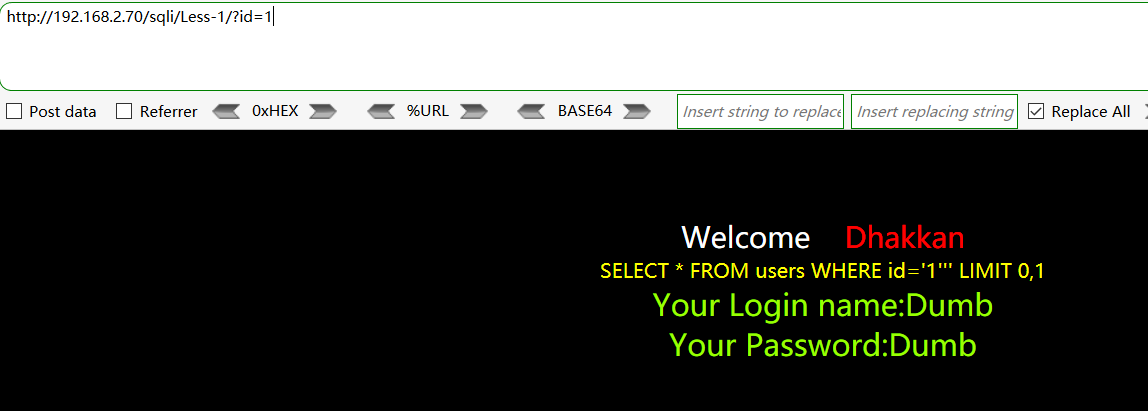 http://192.168.2.70/sqli/Less-1/?id=1
Post data Referrer 0xHEX %URL BASE64 Insert string to replace Insert replacing string Replace All
Welcome Dhakkan
SELECT * FROM users WHERE id='1''' LIMIT 0,1
Your Login name:Dumb
Your Password:Dumb